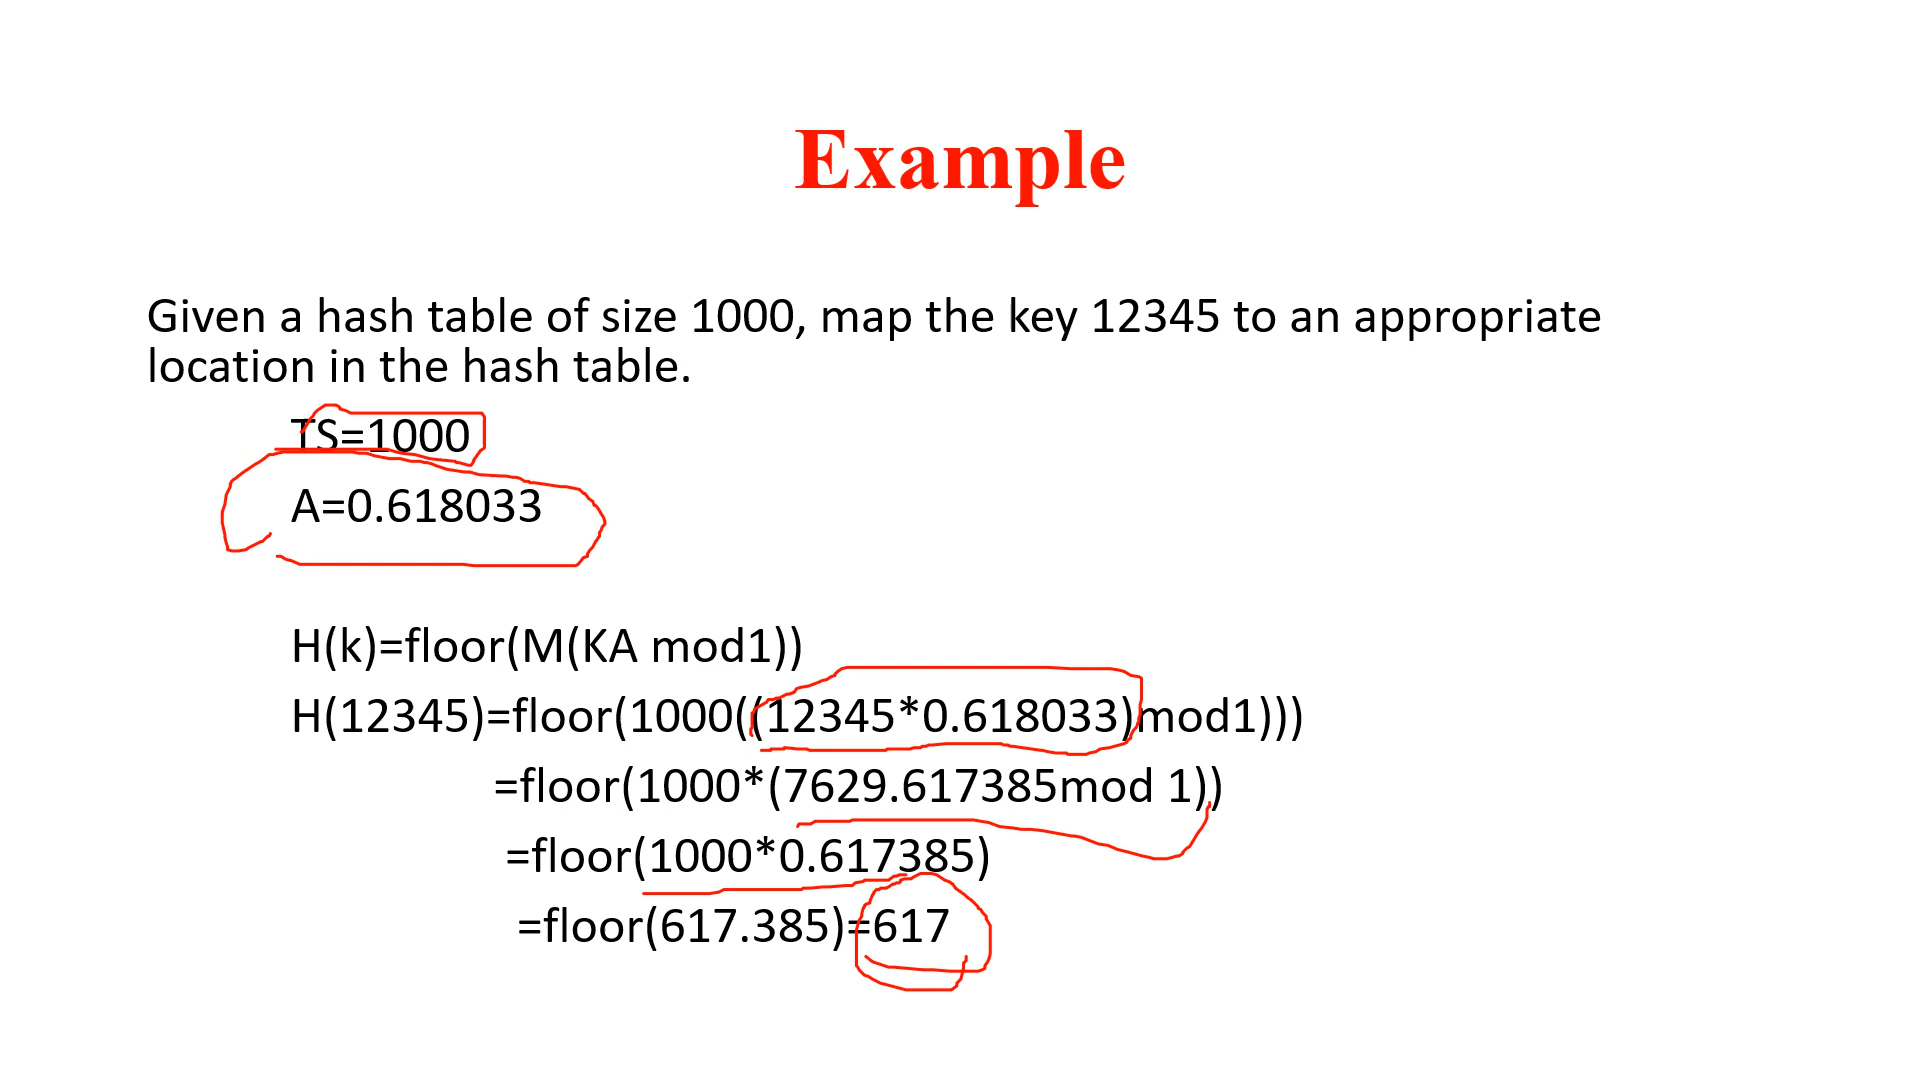 Example
Given a hash table of size 1000, map the key 12345 to an appropriate
location in the hash table.
TS=1000
A=0.618033
H(k)=floor(M(KA mod1))
H(12345)=floor(1000((12345*0.618033)mod1)))
=floor(1000*(7629.617385mod 1))
=floor(1000*0.617385)
=floor(617.385)=617